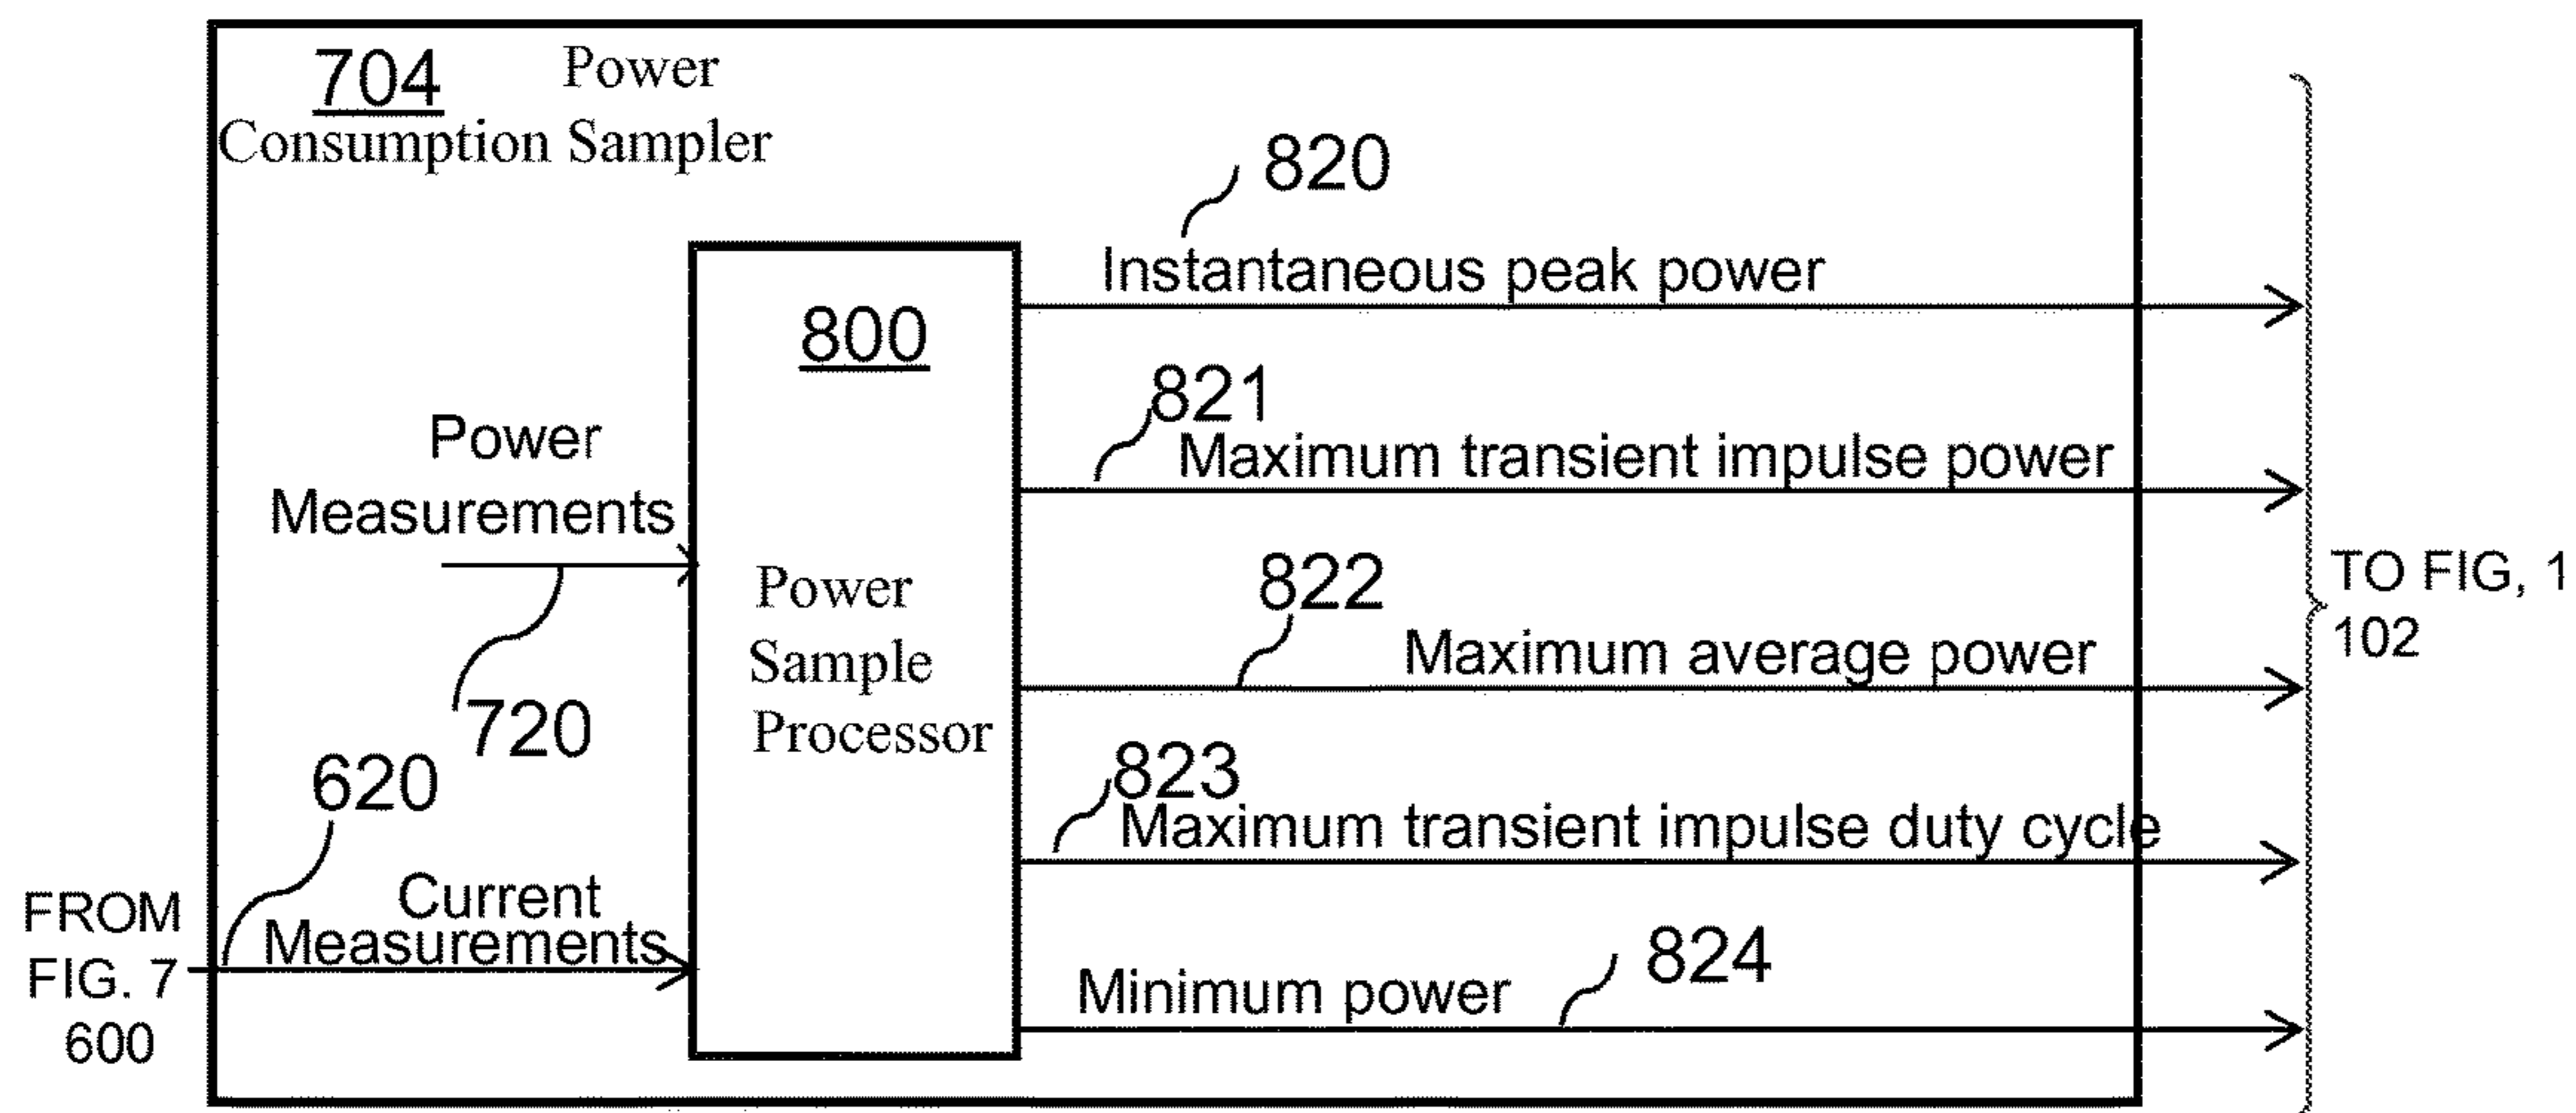 704 Power
Consumption Sampler
820
Instantaneous peak power
800
821
Maximum transient impulse power
Power
Measurements
720
Power
Sample
Processor
822
Maximum average power
TO FIG, 1
102
620
823
Maximum transient impulse duty cycle
FROM
FIG. 7
600
Current
Measurements
824
Minimum power